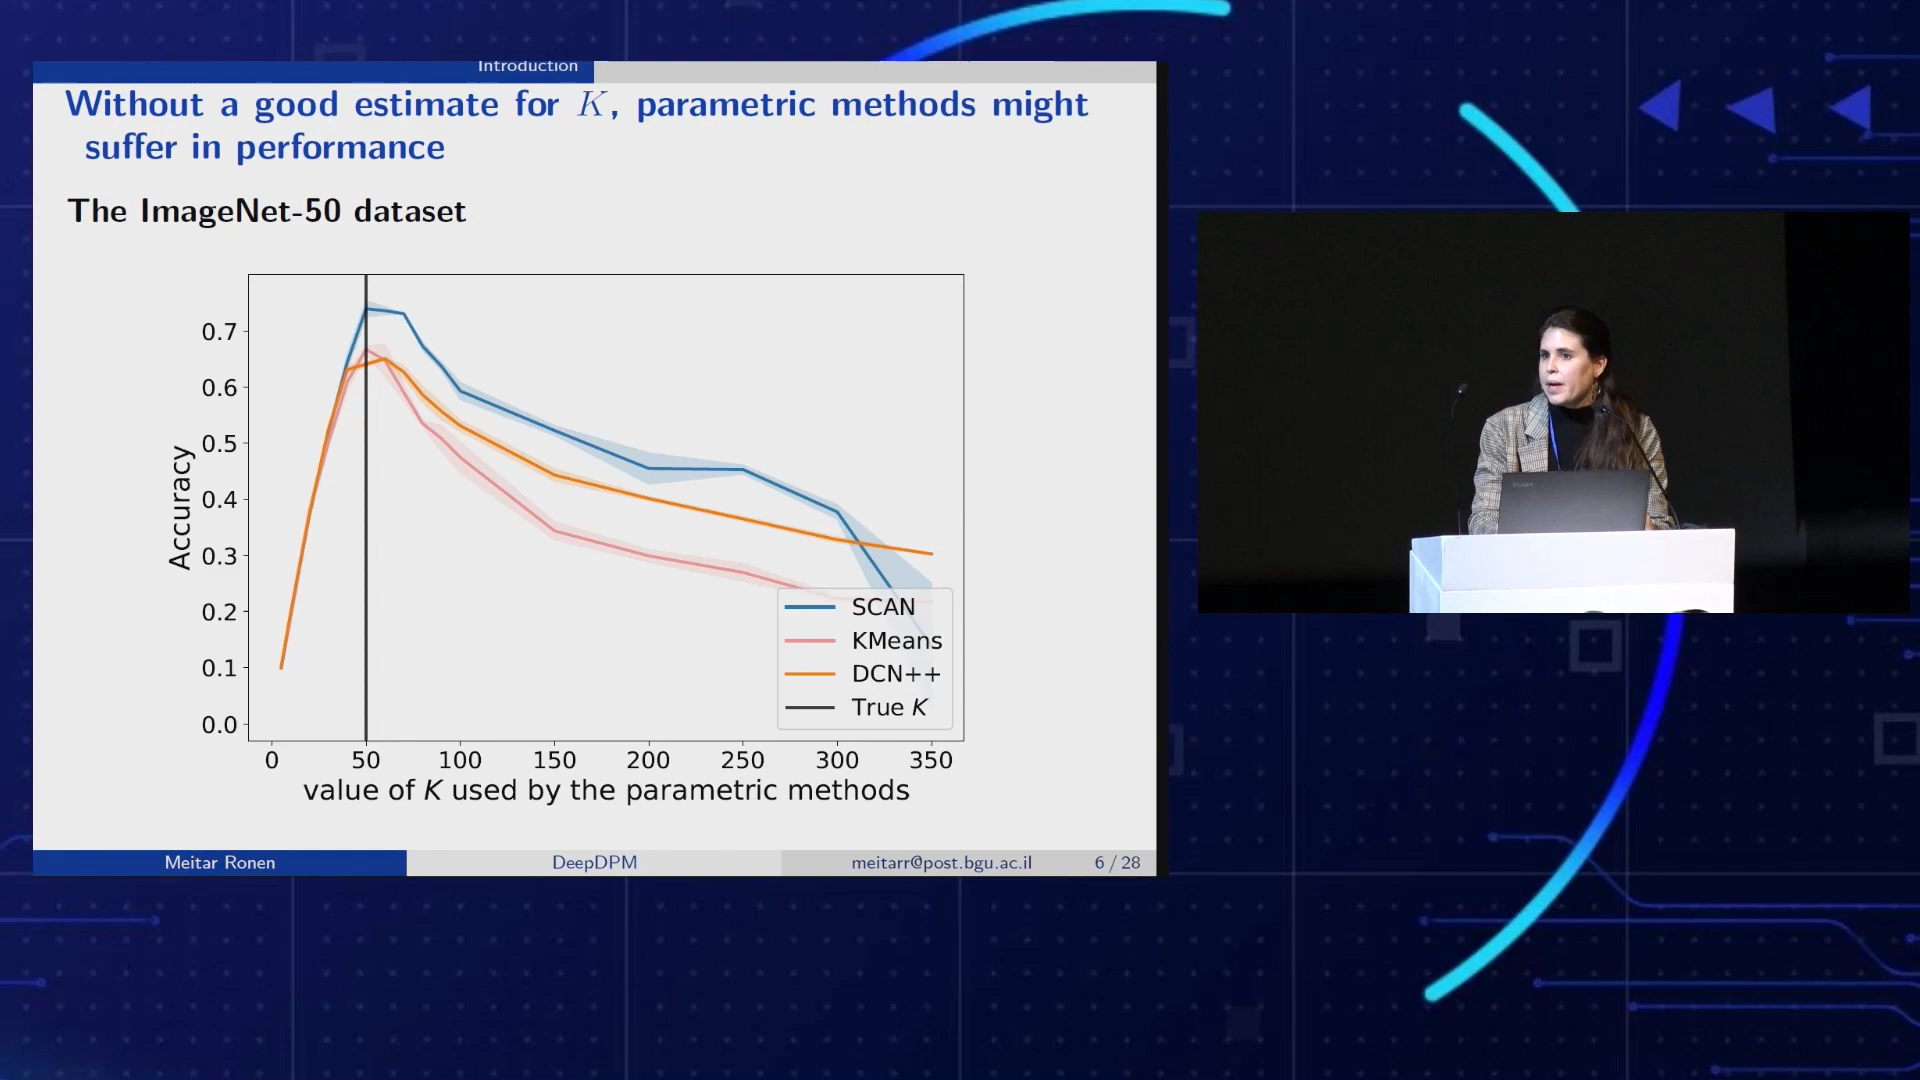 Introduction
Without a good estimate for K, parametric methods might
suffer in performance
The ImageNet-50 dataset
Accuracy
0.7
0.6
0.5
0.4
0.3
0.2
0.1
0.0
SCAN
KMeans
DCN++
True K
0 50 100 150 200 250 300 350
value of K used by the parametric methods
Meitar Ronen DeepDPM meitarr@post.bgu.ac.il 6 / 28
YOGA